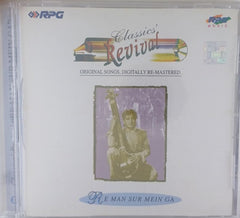 RPG
Classics'
Revival
ORIGINAL SONGS, DIGITALLY RE-MASTERED
RE MAN SUR MEIN GA